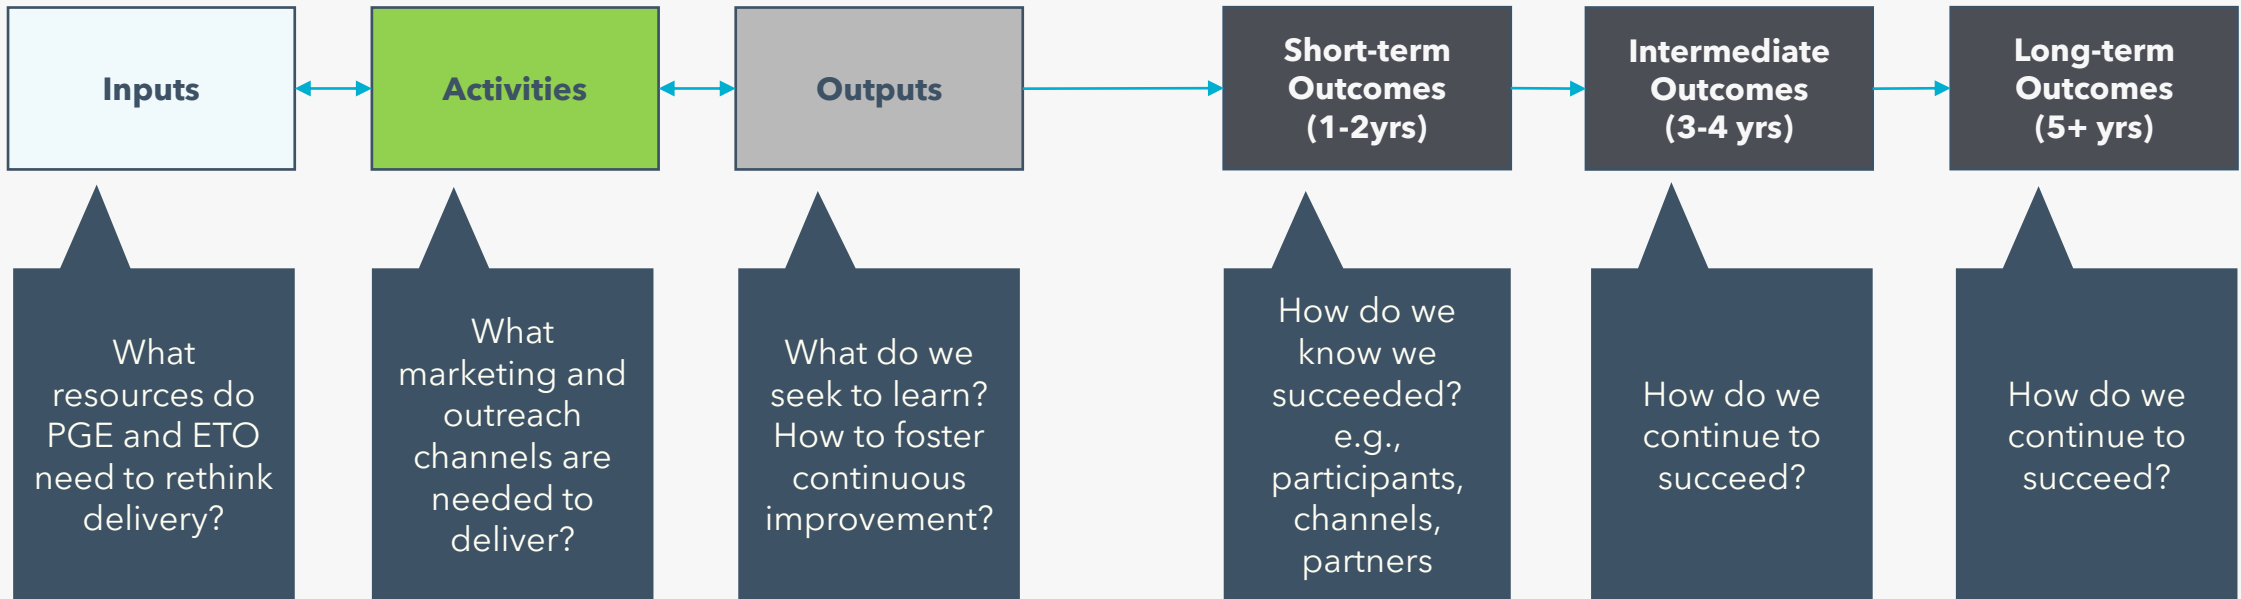 Inputs
Activities
Outputs
Short-term
Outcomes
(1-2yrs)
Intermediate
Outcomes
(3-4 yrs)
Long-term
Outcomes
(5+ yrs)
What
resources do
PGE and ETO
need to rethink
delivery?
What
marketing and
outreach
channels are
needed to
deliver?
What do we
seek to learn?
How to foster
continuous
improvement?
How do we
know we
succeeded?
e.g.,
participants,
channels,
partners
How do we
continue to
succeed?
How do we
continue to
succeed?